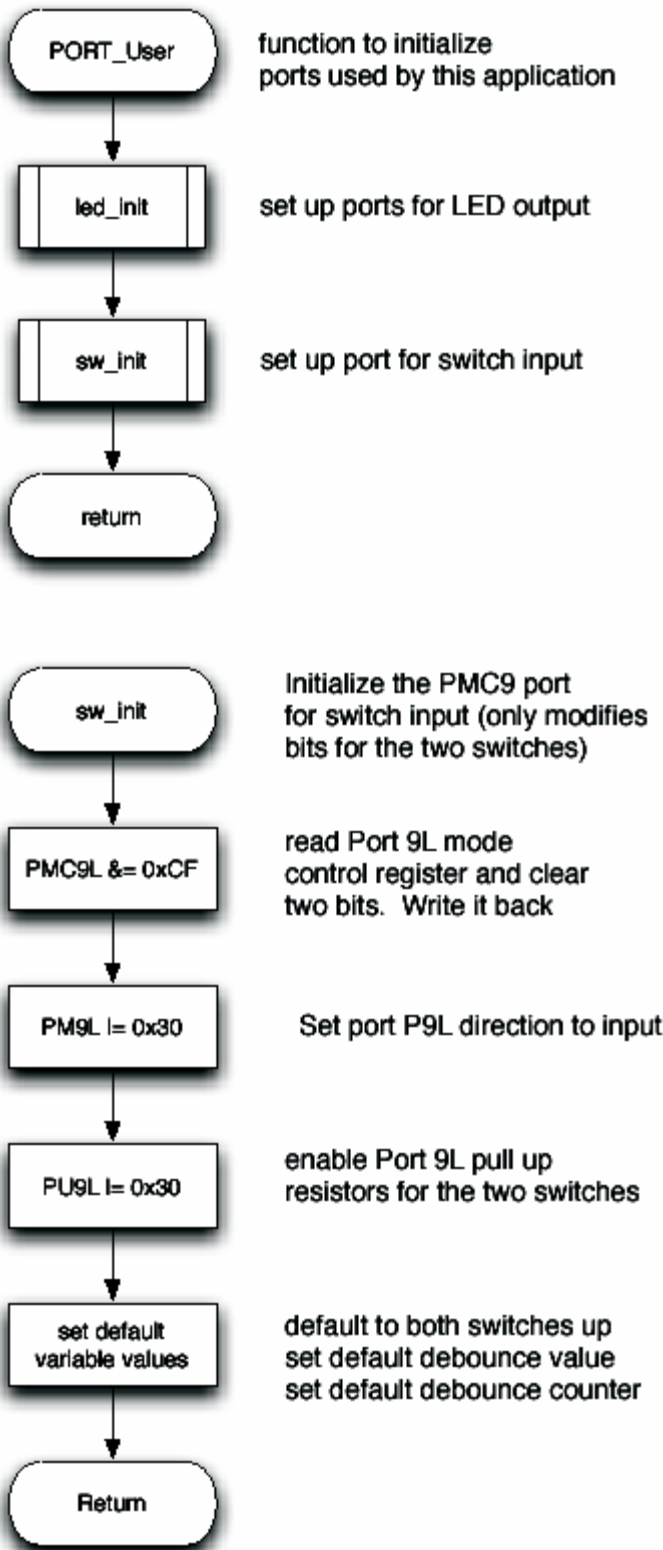 PORT_User
function to initialize
ports used by this application
led_init
set up ports for LED output
sw_init
set up port for switch input
return
sw_init
Initialize the PMC9 port
for switch input (only modifies
bits for the two switches)
PMC9L &= 0xCF
read Port 9L mode
control register and clear
two bits. Write it back
PM9L |= 0x30
Set port P9L direction to input
PU9L |= 0x30
enable Port 9L pull up
resistors for the two switches
set default
variable values
default to both switches up
set default debounce value
set default debounce counter
Return